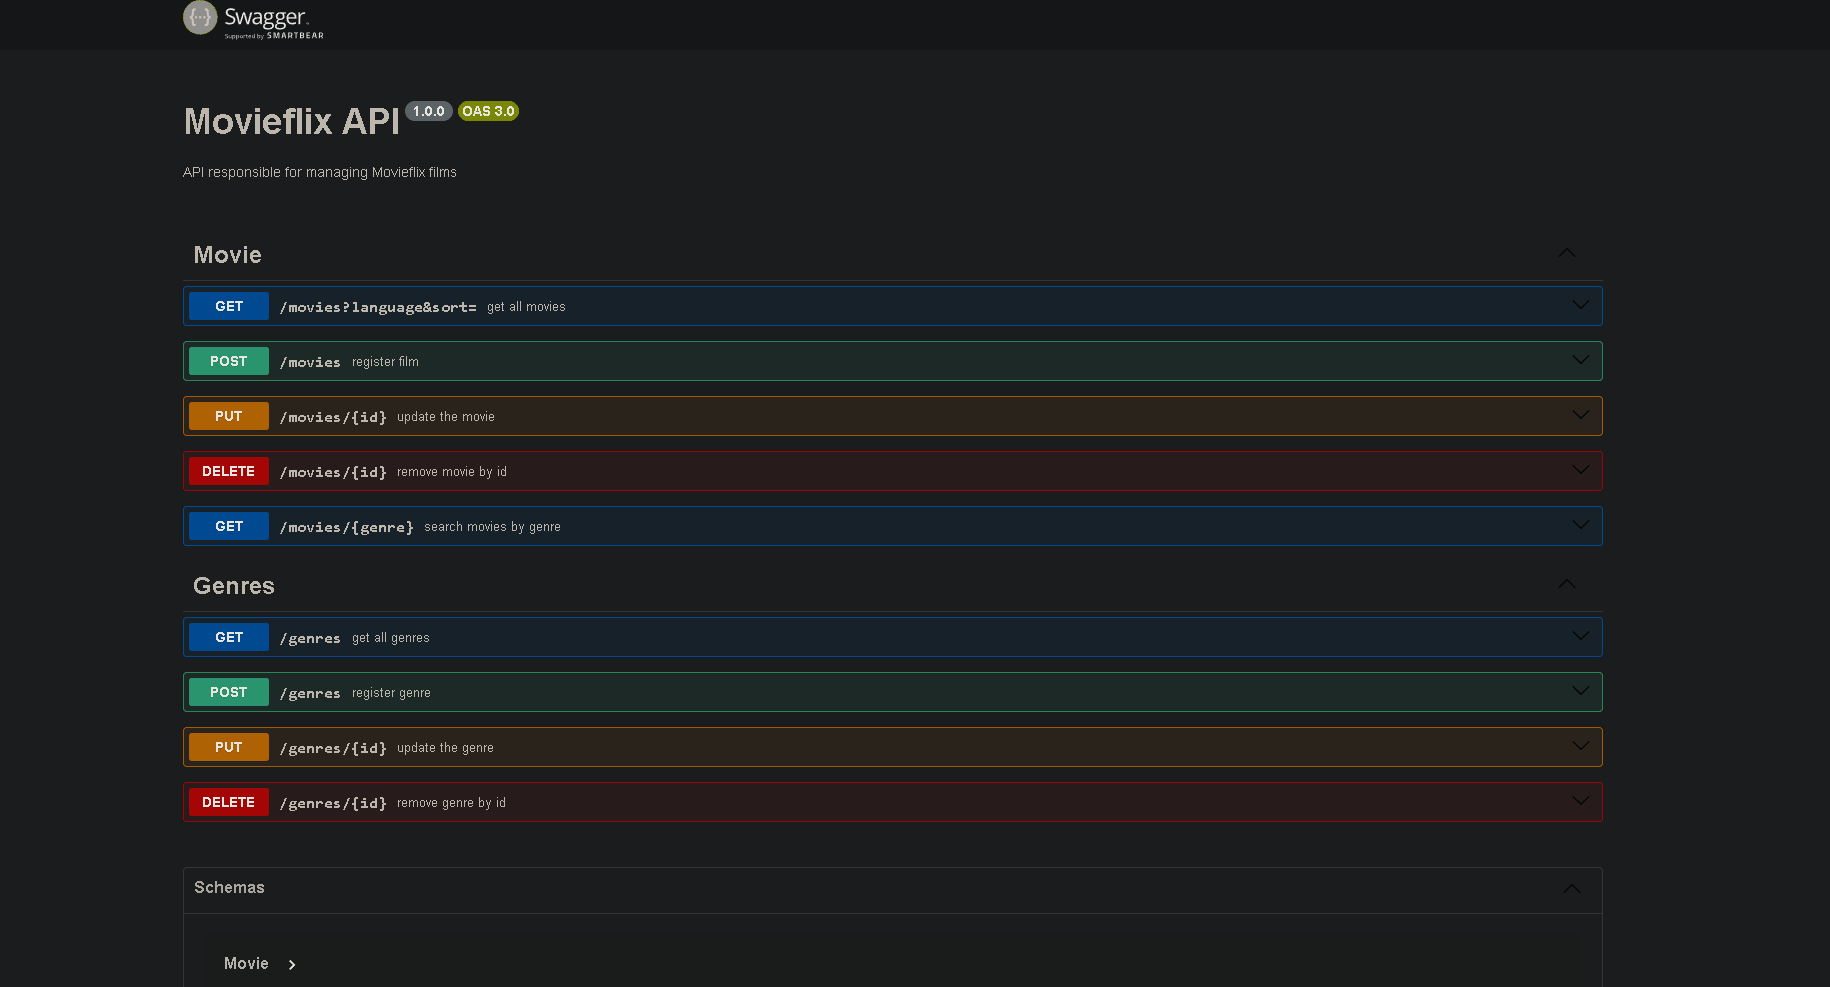 {···} Swagger
Supported by SMARTBEAR
Movieflix API 1.0.0 OAS 3.0
API responsible for managing Movieflix films
Movie
GET /movies?language&sort= get all movies
POST /movies register film
PUT /movies/{id} update the movie
DELETE /movies/{id} remove movie by id
GET /movies/{genre} search movies by genre
Genres
GET /genres get all genres
POST /genres register genre
PUT /genres/{id} update the genre
DELETE /genres/{id} remove genre by id
Schemas
Movie